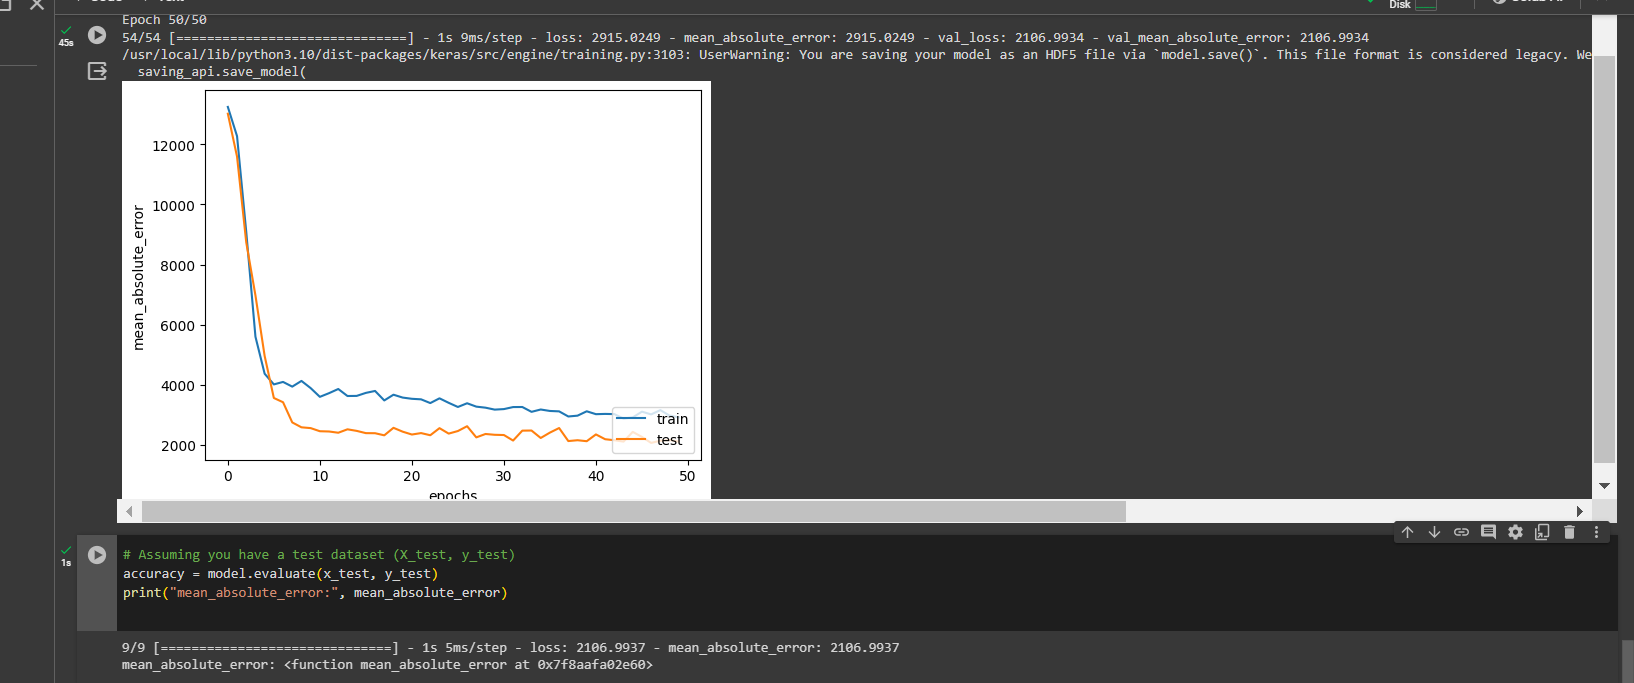 Disk
Epoch 50/50
45s
54/54 [==============================] - 1s 9ms/step - loss: 2915.0249 - mean_absolute_error: 2915.0249 - val_loss: 2106.9934 - val_mean_absolute_error: 2106.9934
/usr/local/lib/python3.10/dist-packages/keras/src/engine/training.py:3103: UserWarning: You are saving your model as an HDF5 file via `model.save()`. This file format is considered legacy. We
saving_api.save_model(
mean_absolute_error
12000
10000
8000
6000
4000
2000
train
test
0 10 20 30 40 50
epochs
1s
# Assuming you have a test dataset (X_test, y_test)
accuracy = model.evaluate(x_test, y_test)
print("mean_absolute_error:", mean_absolute_error)
9/9 [==============================] - 1s 5ms/step - loss: 2106.9937 - mean_absolute_error: 2106.9937
mean_absolute_error: <function mean_absolute_error at 0x7f8aafa02e60>